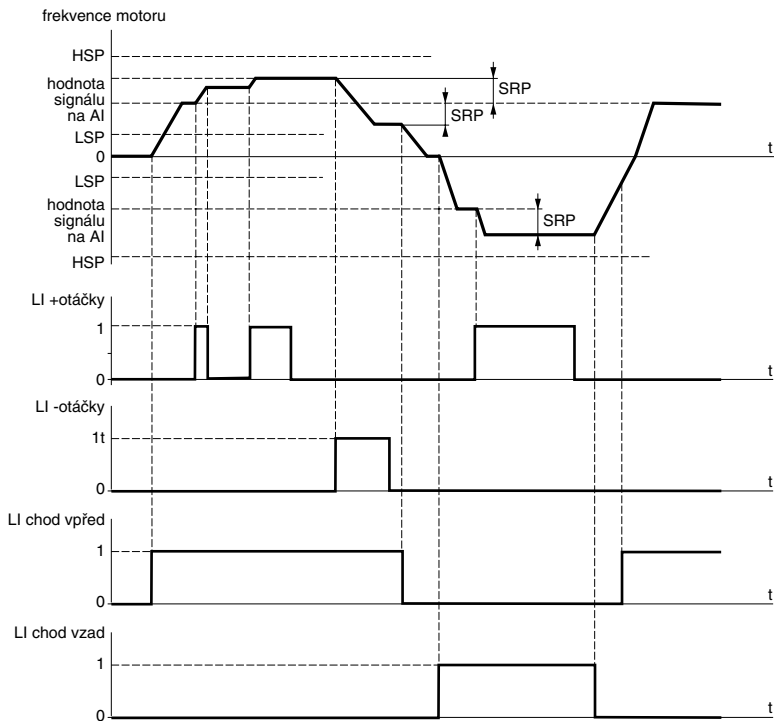 frekvence motoru
HSP
hodnota
signálu
na AI
SRP
SRP
LSP
0
t
LSP
hodnota
signálu
na AI
SRP
HSP
LI +otáčky
1
0
t
LI -otáčky
1t
0
t
LI chod vpřed
1
0
t
LI chod vzad
1
0
t